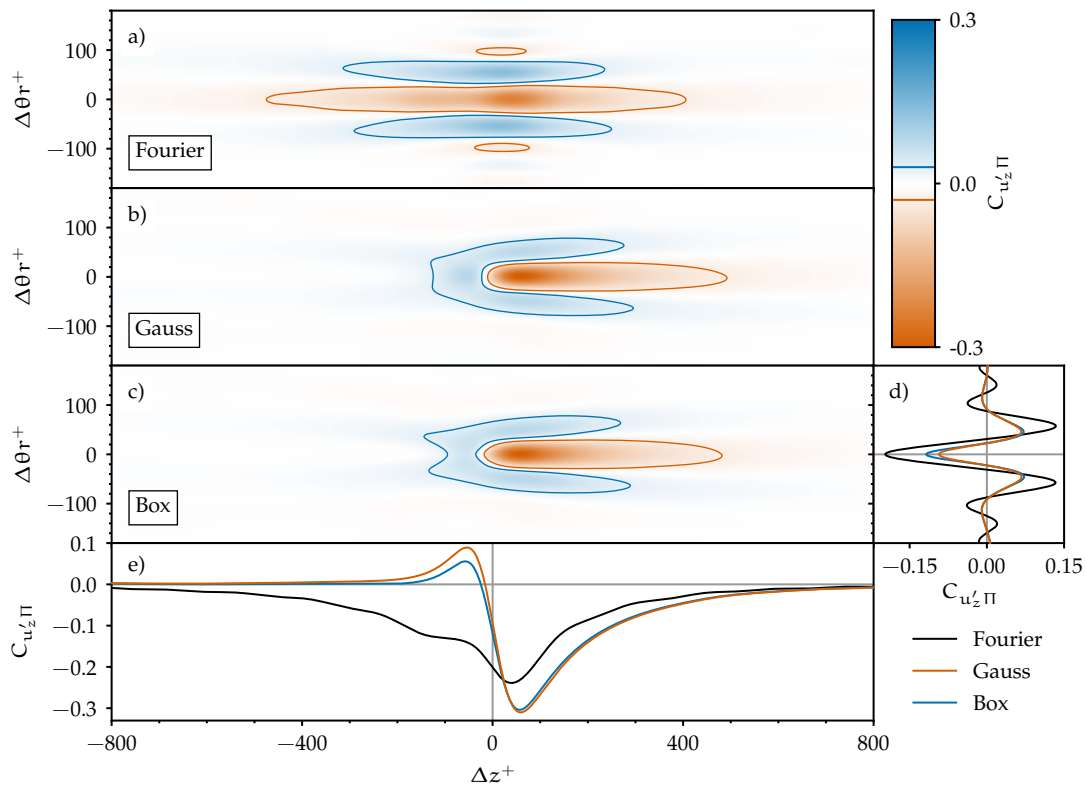 a)
100
0
−100
Δθr⁺
Fourier
0.3
0.0
-0.3
C_{u′_z Π}
b)
100
0
−100
Δθr⁺
Gauss
c)
100
0
−100
Δθr⁺
Box
d)
−0.15 0.00 0.15
C_{u′_z Π}
e)
0.1
0.0
−0.1
−0.2
−0.3
C_{u′_z Π}
−800 −400 0 400 800
Δz⁺
Fourier
Gauss
Box